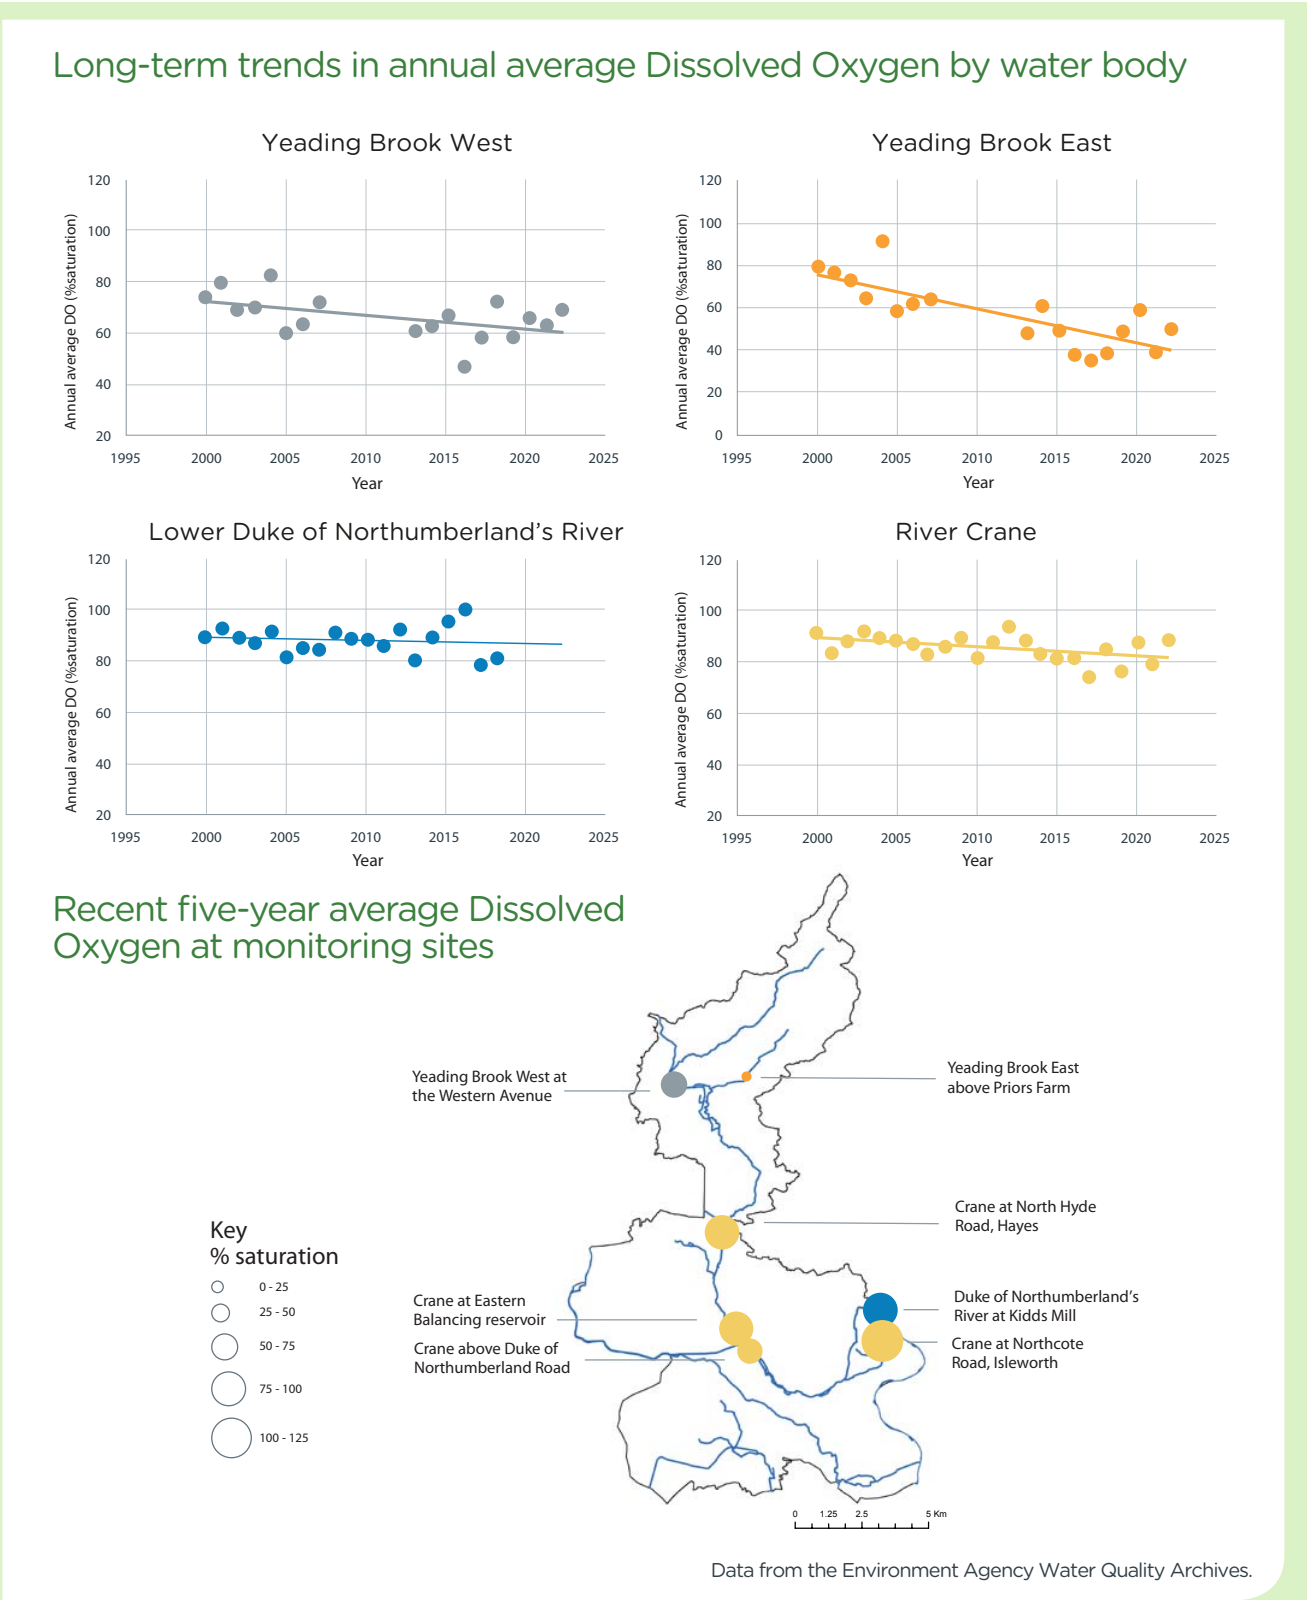 Long-term trends in annual average Dissolved Oxygen by water body
Yeading Brook West
Annual average DO (%saturation)
120
100
80
60
40
20
1995 2000 2005 2010 2015 2020 2025
Year
Yeading Brook East
Annual average DO (%saturation)
120
100
80
60
40
20
0
1995 2000 2005 2010 2015 2020 2025
Year
Lower Duke of Northumberland’s River
Annual average DO (%saturation)
120
100
80
60
40
20
1995 2000 2005 2010 2015 2020 2025
Year
River Crane
Annual average DO (%saturation)
120
100
80
60
40
20
1995 2000 2005 2010 2015 2020 2025
Year
Recent five-year average Dissolved
Oxygen at monitoring sites
Yeading Brook West at
the Western Avenue
Yeading Brook East
above Priors Farm
Crane at North Hyde
Road, Hayes
Key
% saturation
0 - 25
25 - 50
50 - 75
75 - 100
100 - 125
Crane at Eastern
Balancing reservoir
Crane above Duke of
Northumberland Road
Duke of Northumberland’s
River at Kidds Mill
Crane at Northcote
Road, Isleworth
0 1.25 2.5 5 Km
Data from the Environment Agency Water Quality Archives.